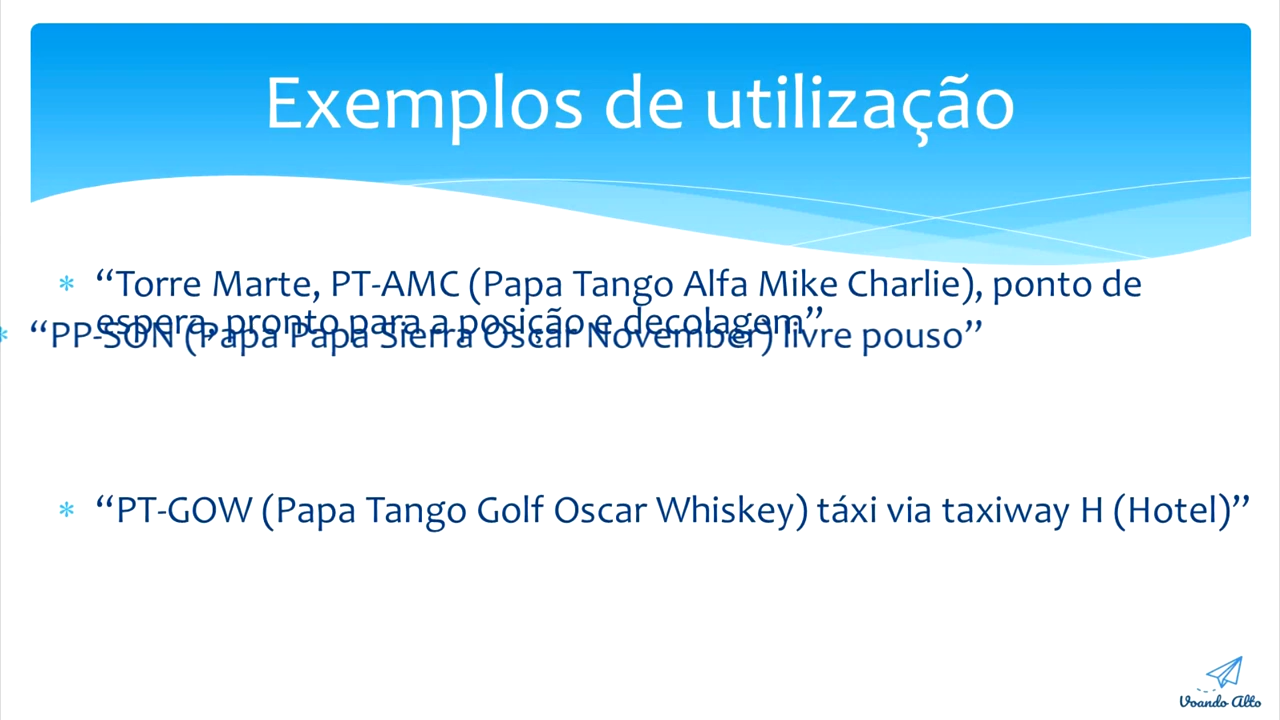 Exemplos de utilização
* “Torre Marte, PT-AMC (Papa Tango Alfa Mike Charlie), ponto de
espera, pronto para a posição e decolagem”
* “PP-SON (Papa Papa Sierra Oscar November) livre pouso”
* “PT-GOW (Papa Tango Golf Oscar Whiskey) táxi via taxiway H (Hotel)”
Voando Alto